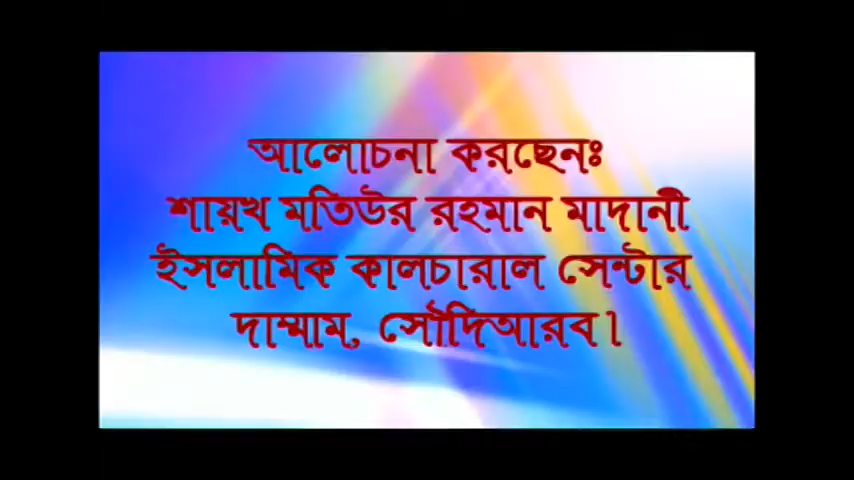 আলোচনা করছেনঃ
শায়খ মতিউর রহমান মাদানী
ইসলামিক কালচারাল সেন্টার
দাম্মাম, সৌদিআরব।